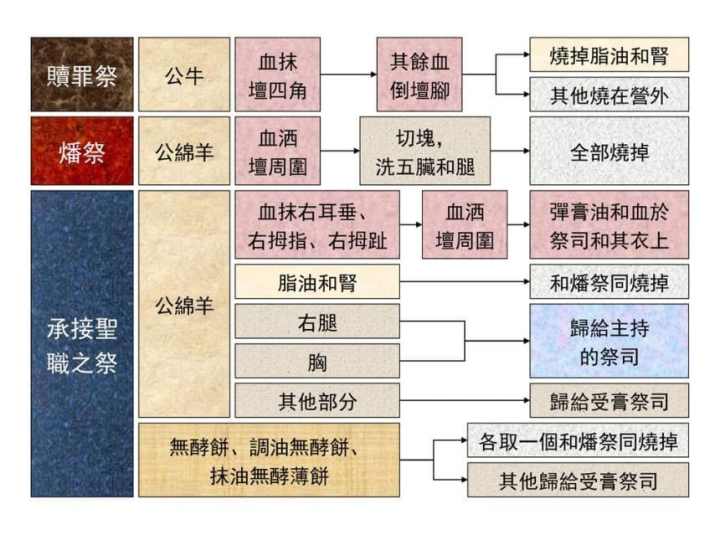 贖罪祭
公牛
血抹
壇四角
其餘血
倒壇腳
燒掉脂油和腎
其他燒在營外
燔祭
公綿羊
血洒
壇周圍
切塊，
洗五臟和腿
全部燒掉
承接聖
職之祭
公綿羊
血抹右耳垂、
右拇指、右拇趾
血洒
壇周圍
彈膏油和血於
祭司和其衣上
脂油和腎
和燔祭同燒掉
右腿
胸
歸給主持
的祭司
其他部分
歸給受膏祭司
無酵餅、調油無酵餅、
抹油無酵薄餅
各取一個和燔祭同燒掉
其他歸給受膏祭司